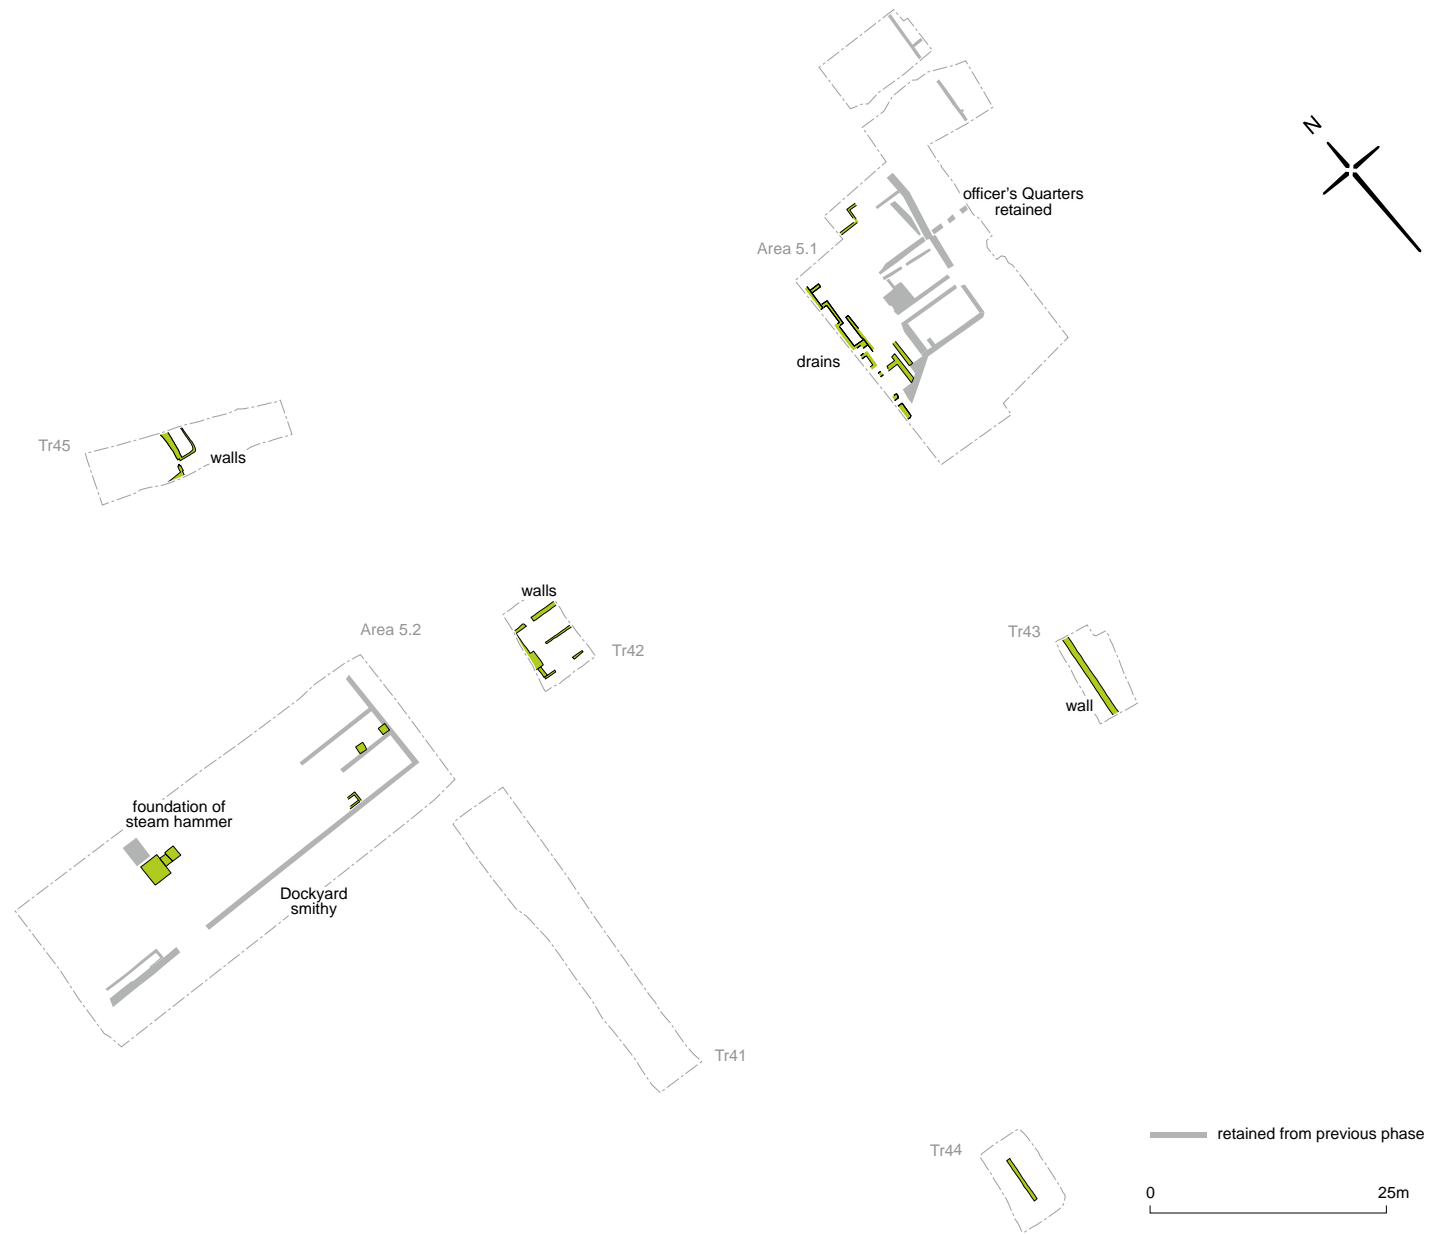 N
officer's Quarters
retained
Area 5.1
drains
Tr45
walls
walls
Area 5.2
Tr42
Tr43
wall
foundation of
steam hammer
Dockyard
smithy
Tr41
retained from previous phase
Tr44
0
25m